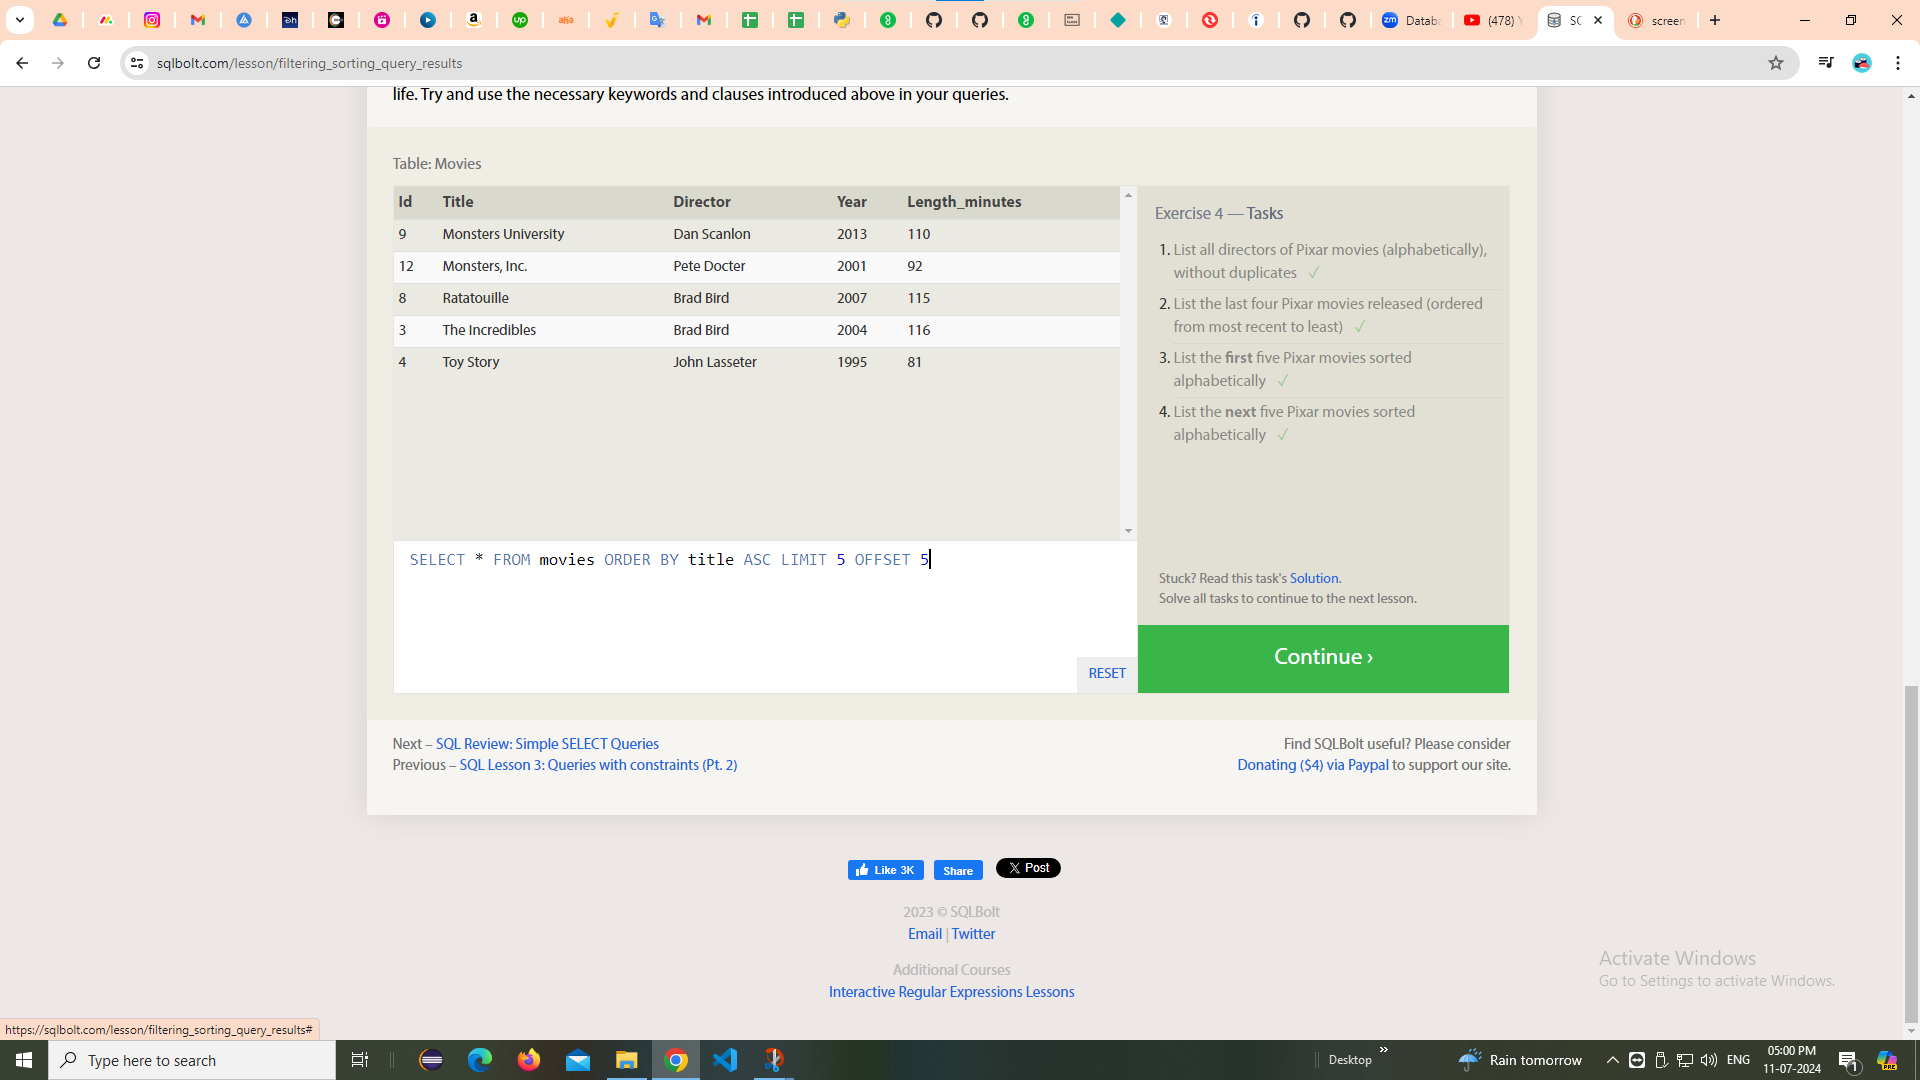 Databa
(478) Y
SC
screen
sqlbolt.com/lesson/filtering_sorting_query_results
life. Try and use the necessary keywords and clauses introduced above in your queries.
Table: Movies
Id Title Director Year Length_minutes
9 Monsters University Dan Scanlon 2013 110
12 Monsters, Inc. Pete Docter 2001 92
8 Ratatouille Brad Bird 2007 115
3 The Incredibles Brad Bird 2004 116
4 Toy Story John Lasseter 1995 81
SELECT * FROM movies ORDER BY title ASC LIMIT 5 OFFSET 5
RESET
Exercise 4 — Tasks
1. List all directors of Pixar movies (alphabetically),
without duplicates ✓
2. List the last four Pixar movies released (ordered
from most recent to least) ✓
3. List the first five Pixar movies sorted
alphabetically ✓
4. List the next five Pixar movies sorted
alphabetically ✓
Stuck? Read this task's Solution.
Solve all tasks to continue to the next lesson.
Continue ›
Next – SQL Review: Simple SELECT Queries
Previous – SQL Lesson 3: Queries with constraints (Pt. 2)
Find SQLBolt useful? Please consider
Donating ($4) via Paypal to support our site.
Like 3K Share X Post
2023 © SQLBolt
Email | Twitter
Additional Courses
Interactive Regular Expressions Lessons
Activate Windows
Go to Settings to activate Windows.
https://sqlbolt.com/lesson/filtering_sorting_query_results#
Type here to search
Desktop »
Rain tomorrow
ENG
05:00 PM
11-07-2024
1